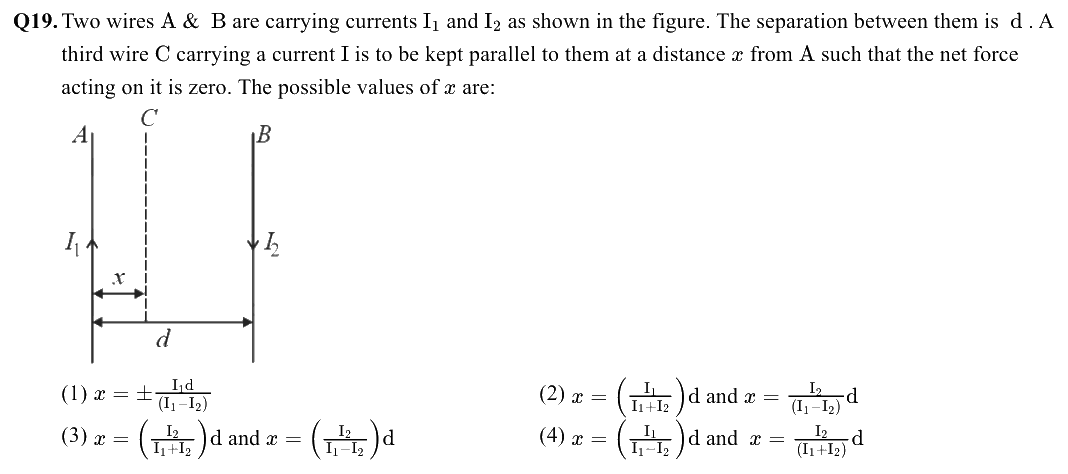 Q19. Two wires A & B are carrying currents I₁ and I₂ as shown in the figure. The separation between them is d . A
third wire C carrying a current I is to be kept parallel to them at a distance x from A such that the net force
acting on it is zero. The possible values of x are:
C
A B
I₁ I₂
x
d
(1) x = ± I₁d/(I₁−I₂) (2) x = (I₁/(I₁+I₂))d and x = I₂/(I₁−I₂) d
(3) x = (I₂/(I₁+I₂))d and x = (I₂/(I₁−I₂))d (4) x = (I₁/(I₁−I₂))d and x = I₂/(I₁+I₂) d